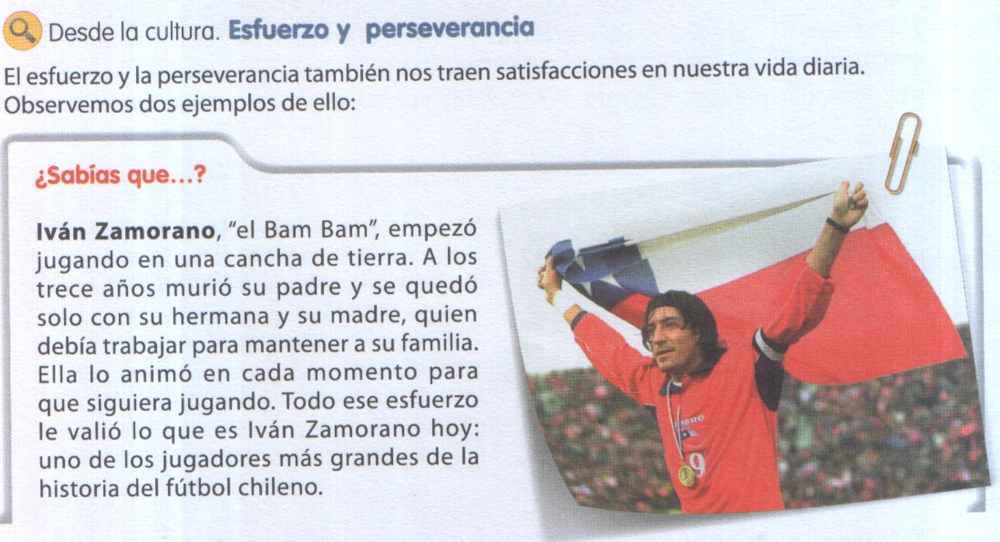 Desde la cultura. Esfuerzo y perseverancia
El esfuerzo y la perseverancia también nos traen satisfacciones en nuestra vida diaria.
Observemos dos ejemplos de ello:
¿Sabías que...?
Iván Zamorano, “el Bam Bam”, empezó
jugando en una cancha de tierra. A los
trece años murió su padre y se quedó
solo con su hermana y su madre, quien
debía trabajar para mantener a su familia.
Ella lo animó en cada momento para
que siguiera jugando. Todo ese esfuerzo
le valió lo que es Iván Zamorano hoy:
uno de los jugadores más grandes de la
historia del fútbol chileno.
9